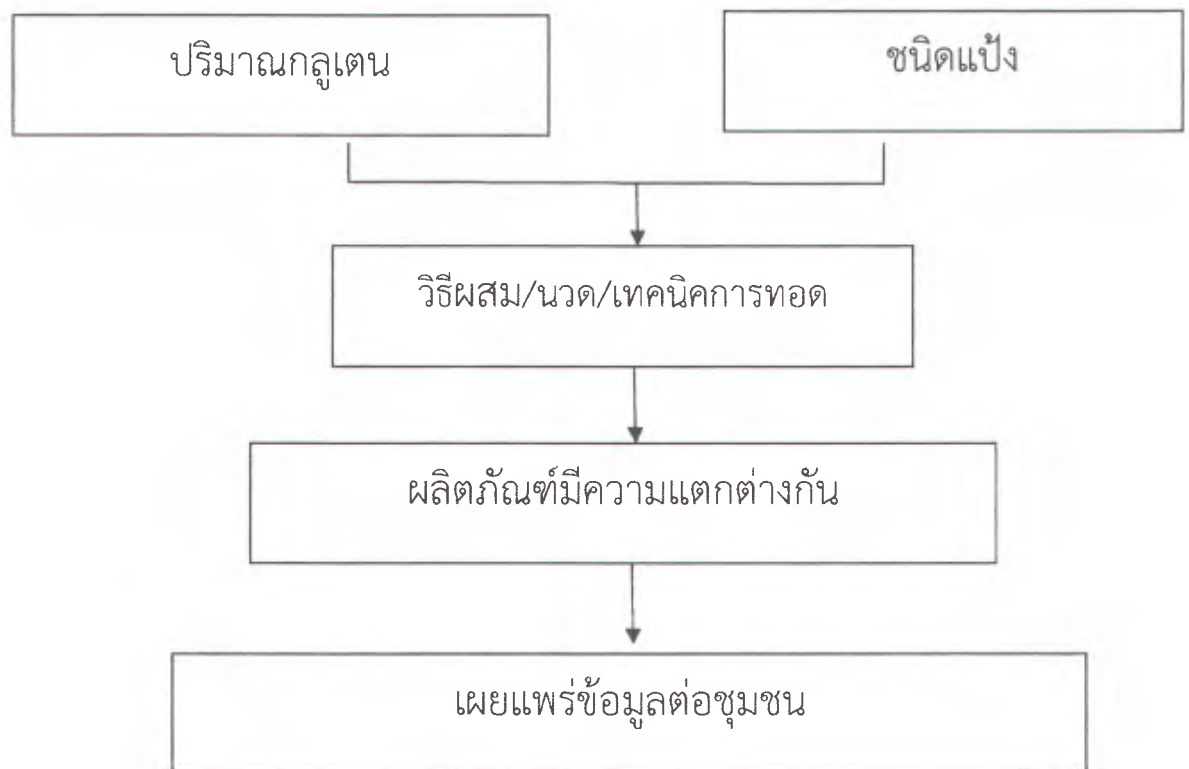 ปริมาณกลูเตน
ชนิดแป้ง
วิธีผสม/นวด/เทคนิคการทอด
ผลิตภัณฑ์มีความแตกต่างกัน
เผยแพร่ข้อมูลต่อชุมชน